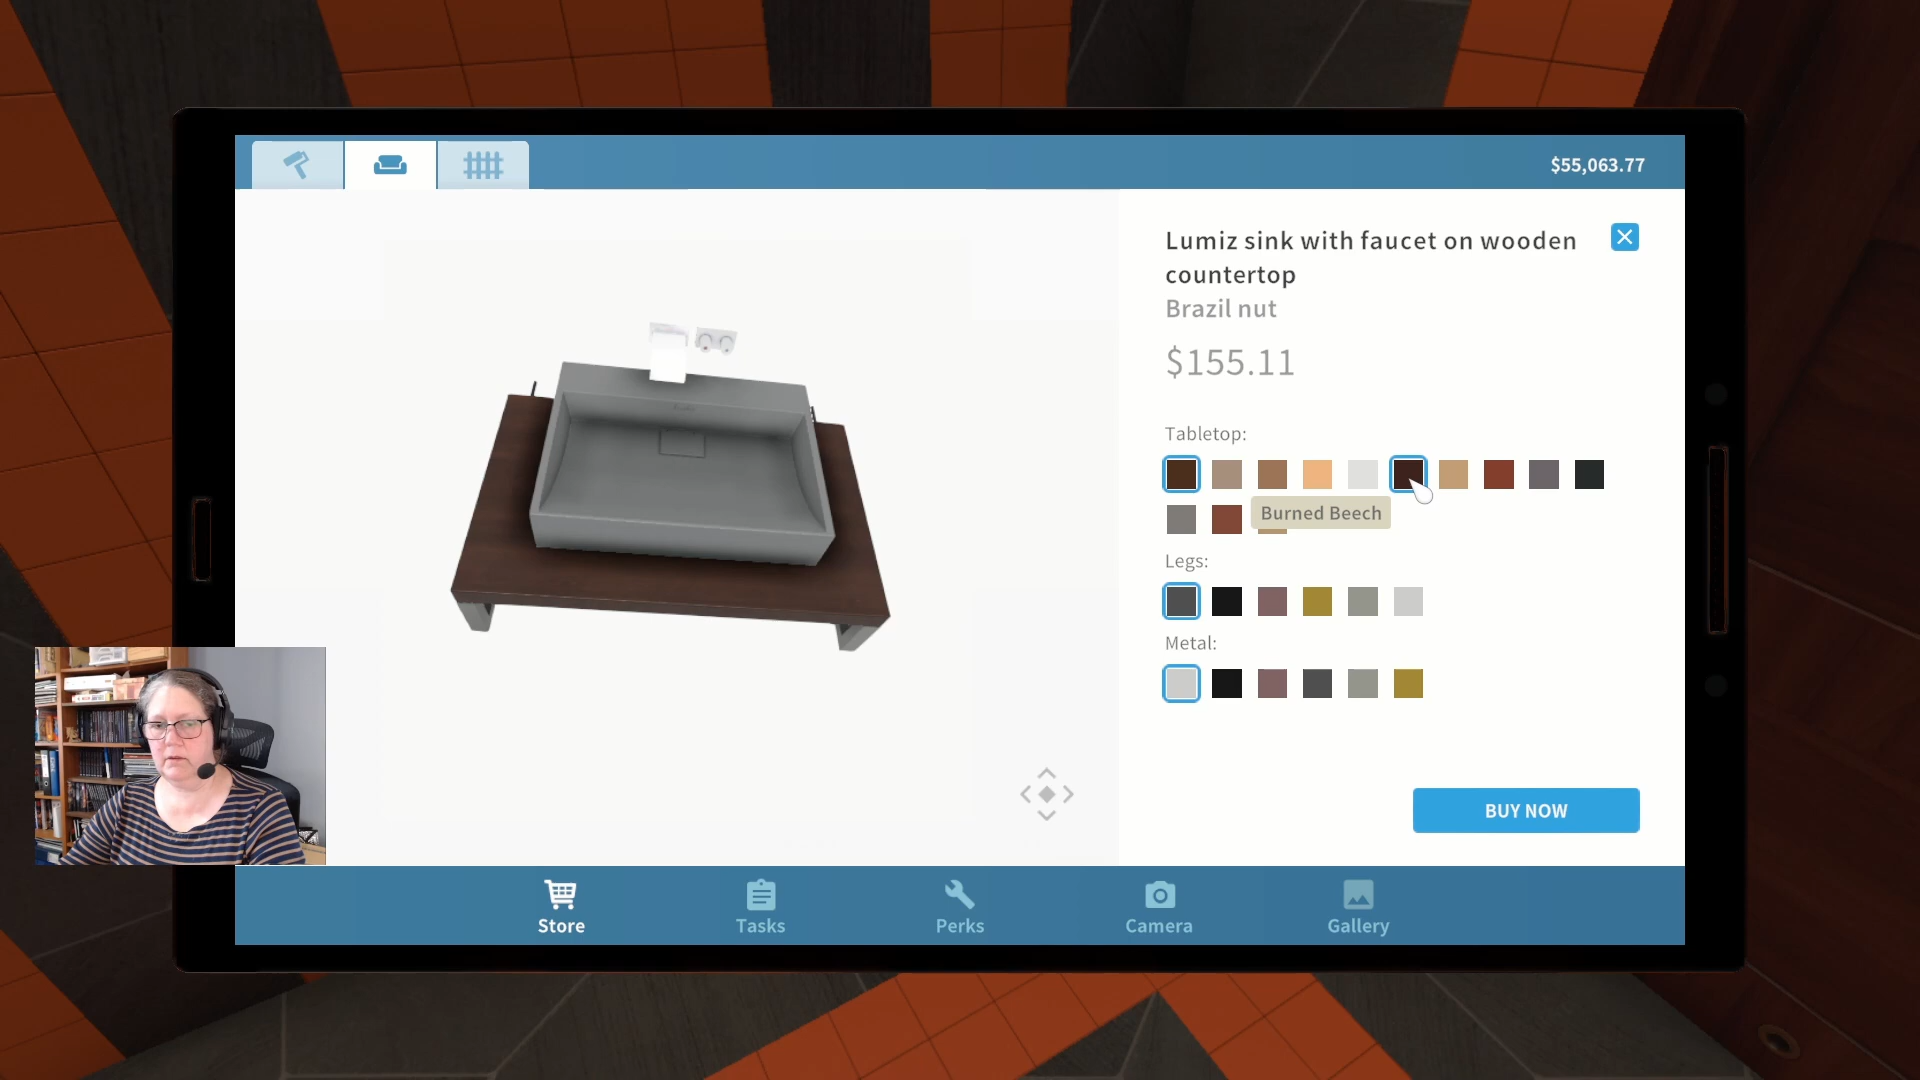 $55,063.77
Lumiz sink with faucet on wooden
countertop
Brazil nut
$155.11
Tabletop:
Burned Beech
Legs:
Metal:
BUY NOW
Store
Tasks
Perks
Camera
Gallery